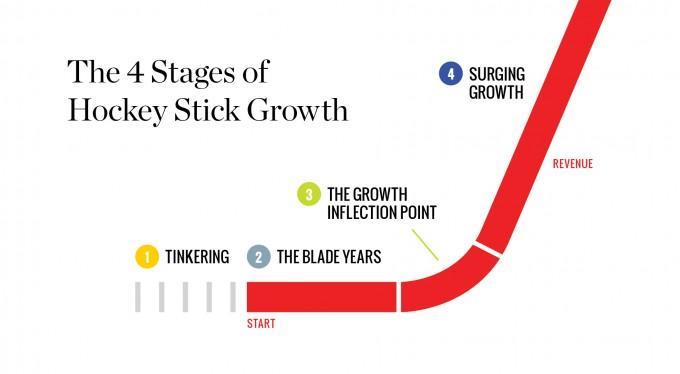 The 4 Stages of
Hockey Stick Growth
4 SURGING
GROWTH
REVENUE
3 THE GROWTH
INFLECTION POINT
1 TINKERING
2 THE BLADE YEARS
START